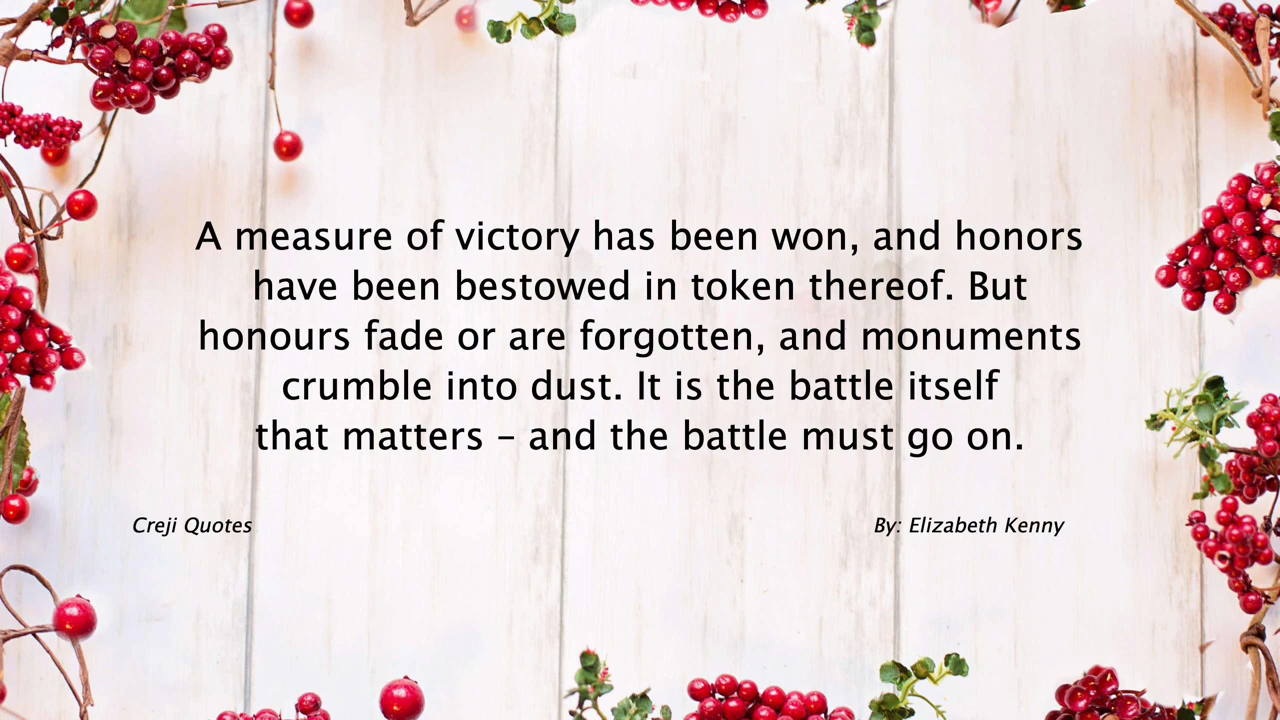 A measure of victory has been won, and honors
have been bestowed in token thereof. But
honours fade or are forgotten, and monuments
crumble into dust. It is the battle itself
that matters – and the battle must go on.
Creji Quotes
By: Elizabeth Kenny